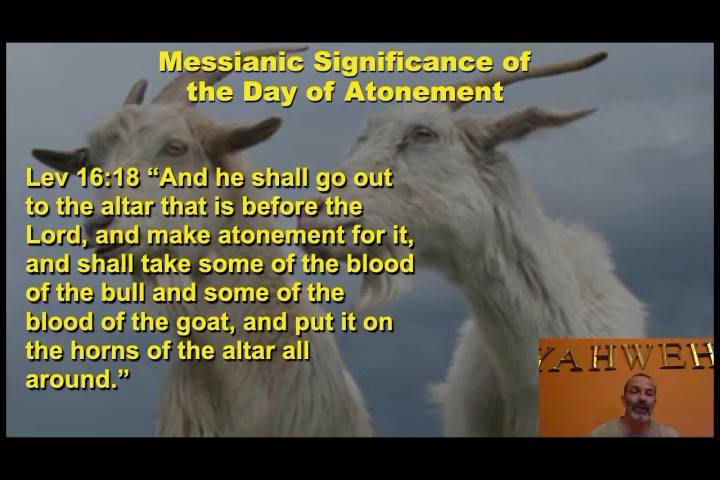 Messianic Significance of
the Day of Atonement
Lev 16:18 “And he shall go out
to the altar that is before the
Lord, and make atonement for it,
and shall take some of the blood
of the bull and some of the
blood of the goat, and put it on
the horns of the altar all
around.”
YAHWEH